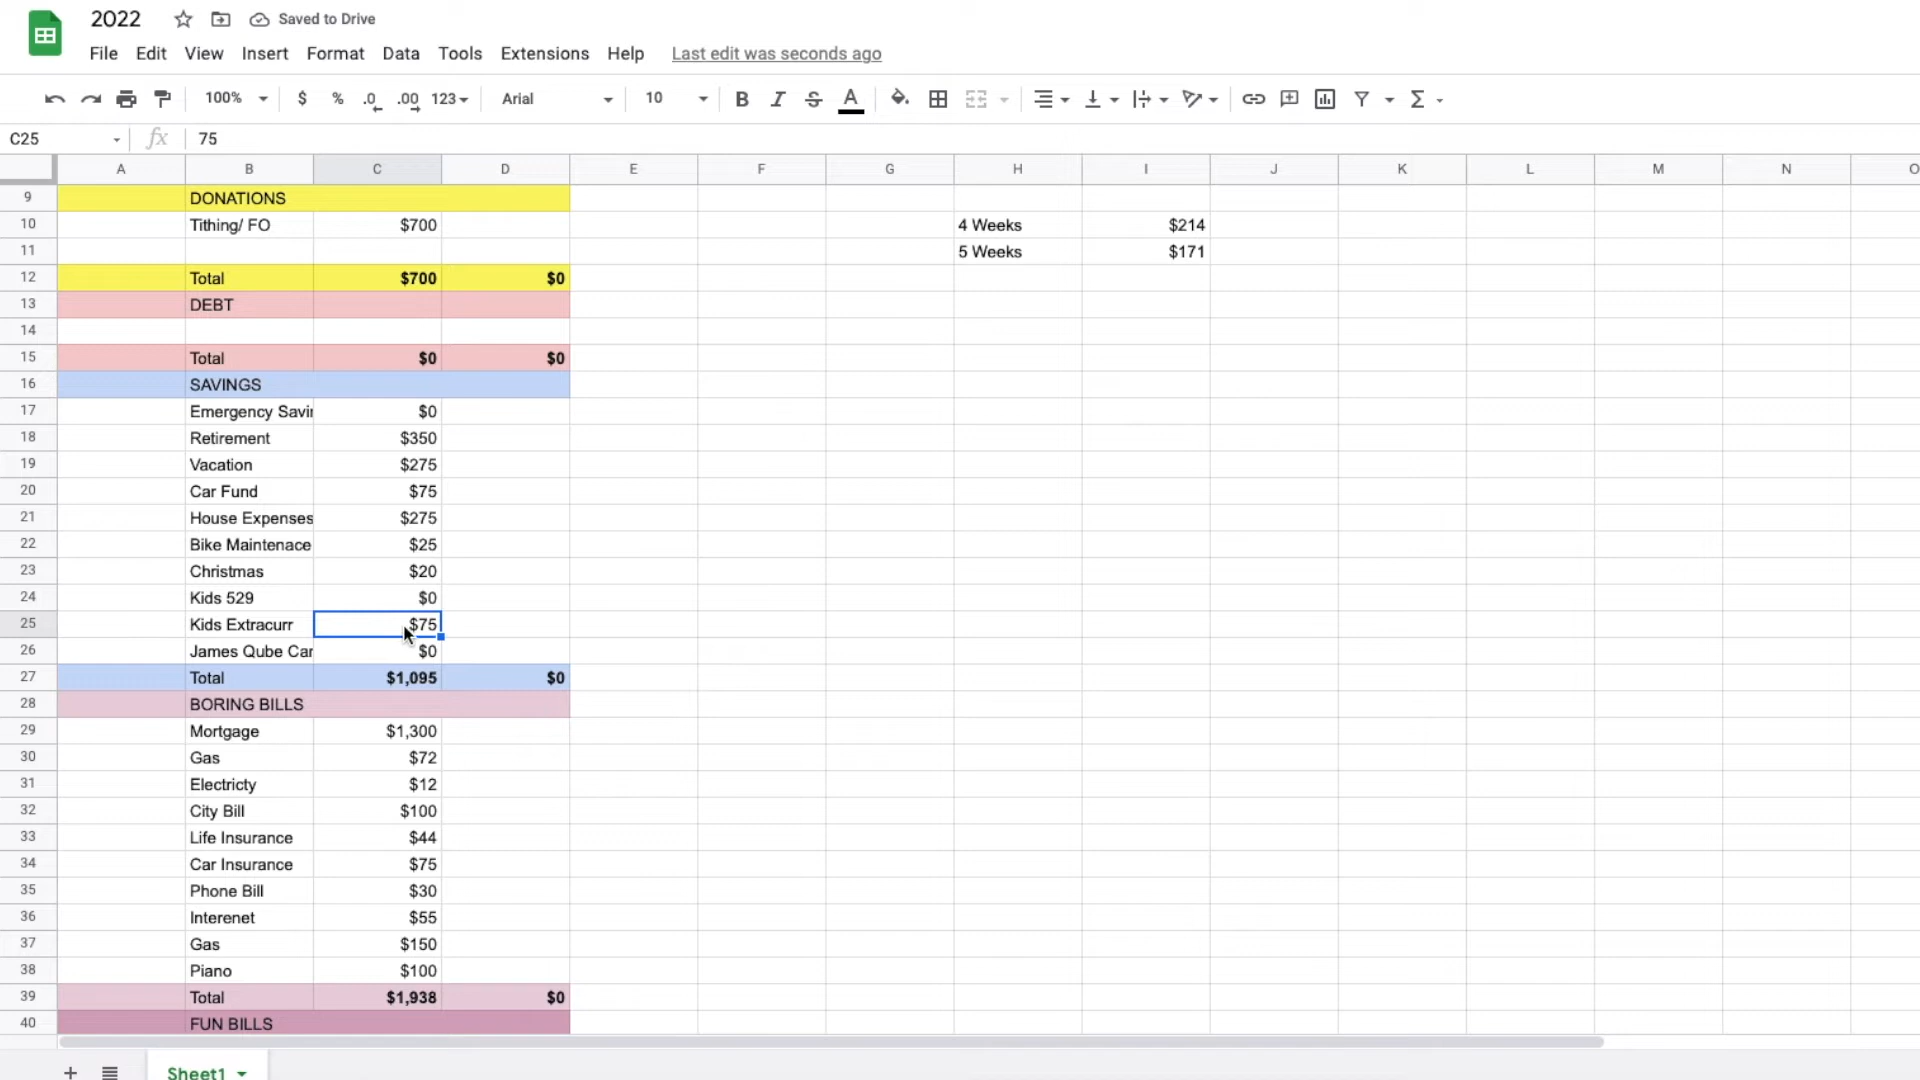 2022 Saved to Drive
File Edit View Insert Format Data Tools Extensions Help Last edit was seconds ago
100% $ % .0 .00 123 Arial 10 B I S A Σ
C25 fx 75
A B C D E F G H I J K L M N O
9 DONATIONS
10 Tithing/ FO $700 4 Weeks $214
11 5 Weeks $171
12 Total $700 $0
13 DEBT
14
15 Total $0 $0
16 SAVINGS
17 Emergency Savin $0
18 Retirement $350
19 Vacation $275
20 Car Fund $75
21 House Expenses $275
22 Bike Maintenace $25
23 Christmas $20
24 Kids 529 $0
25 Kids Extracurr $75
26 James Qube Car $0
27 Total $1,095 $0
28 BORING BILLS
29 Mortgage $1,300
30 Gas $72
31 Electricty $12
32 City Bill $100
33 Life Insurance $44
34 Car Insurance $75
35 Phone Bill $30
36 Interenet $55
37 Gas $150
38 Piano $100
39 Total $1,938 $0
40 FUN BILLS
+ Sheet1